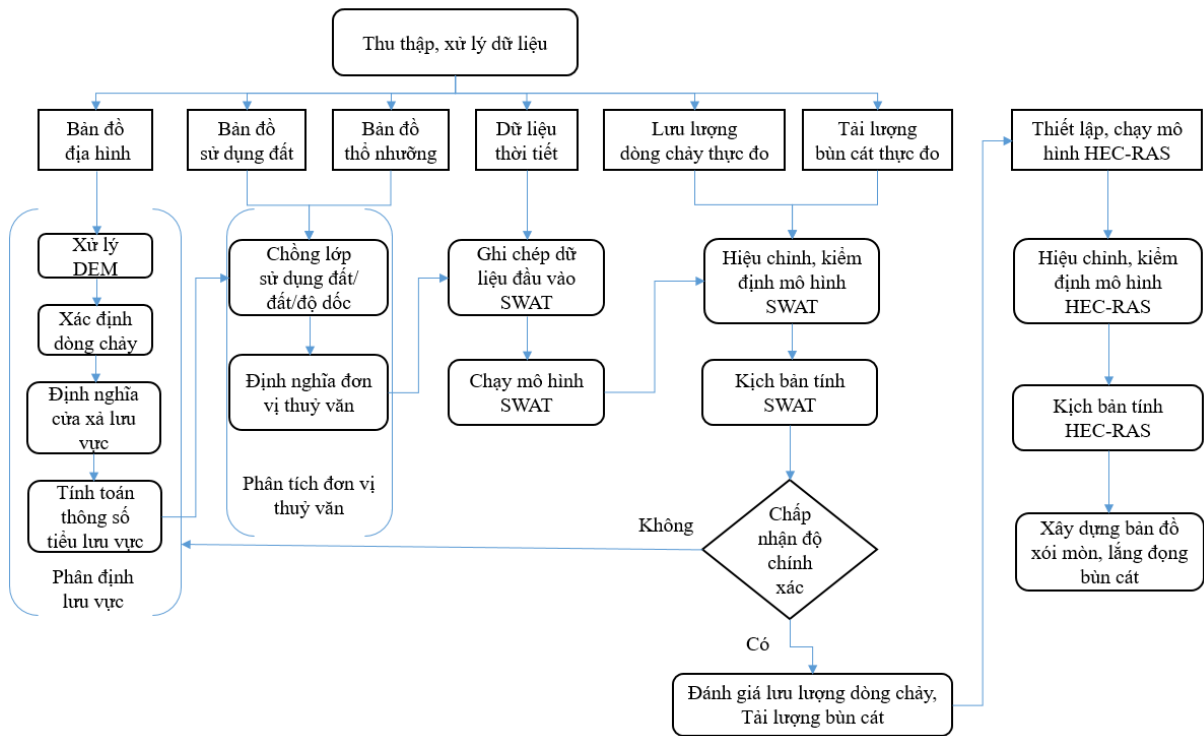 Thu thập, xử lý dữ liệu
Bản đồ
địa hình
Bản đồ
sử dụng đất
Bản đồ
thổ nhưỡng
Dữ liệu
thời tiết
Lưu lượng
dòng chảy thực đo
Tải lượng
bùn cát thực đo
Thiết lập, chạy mô
hình HEC-RAS
Xử lý
DEM
Xác định
dòng chảy
Định nghĩa
cửa xả lưu
vực
Tính toán
thông số
tiểu lưu vực
Phân định
lưu vực
Chồng lớp
sử dụng đất/
đất/độ dốc
Định nghĩa đơn
vị thuỷ văn
Phân tích đơn vị
thuỷ văn
Ghi chép dữ
liệu đầu vào
SWAT
Chạy mô hình
SWAT
Hiệu chỉnh, kiểm
định mô hình
SWAT
Kịch bản tính
SWAT
Chấp
nhận độ
chính
xác
Không
Có
Đánh giá lưu lượng dòng chảy,
Tải lượng bùn cát
Hiệu chỉnh, kiểm
định mô hình
HEC-RAS
Kịch bản tính
HEC-RAS
Xây dựng bản đồ
xói mòn, lắng đọng
bùn cát